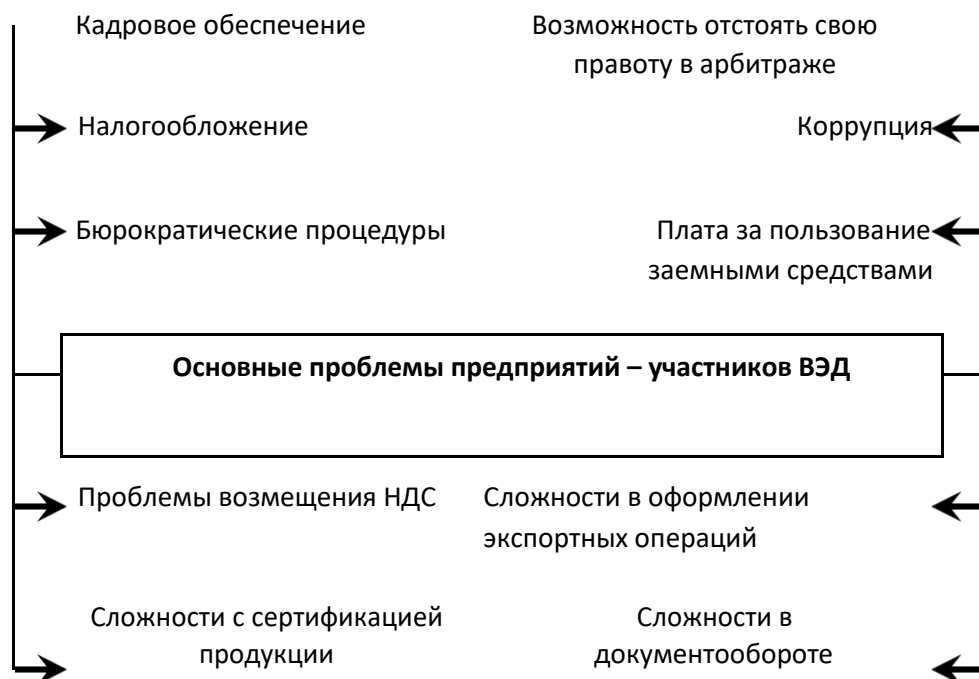 Кадровое обеспечение
Возможность отстоять свою
правоту в арбитраже
Налогообложение
Коррупция
Бюрократические процедуры
Плата за пользование
заемными средствами
Основные проблемы предприятий – участников ВЭД
Проблемы возмещения НДС
Сложности в оформлении
экспортных операций
Сложности с сертификацией
продукции
Сложности в
документообороте